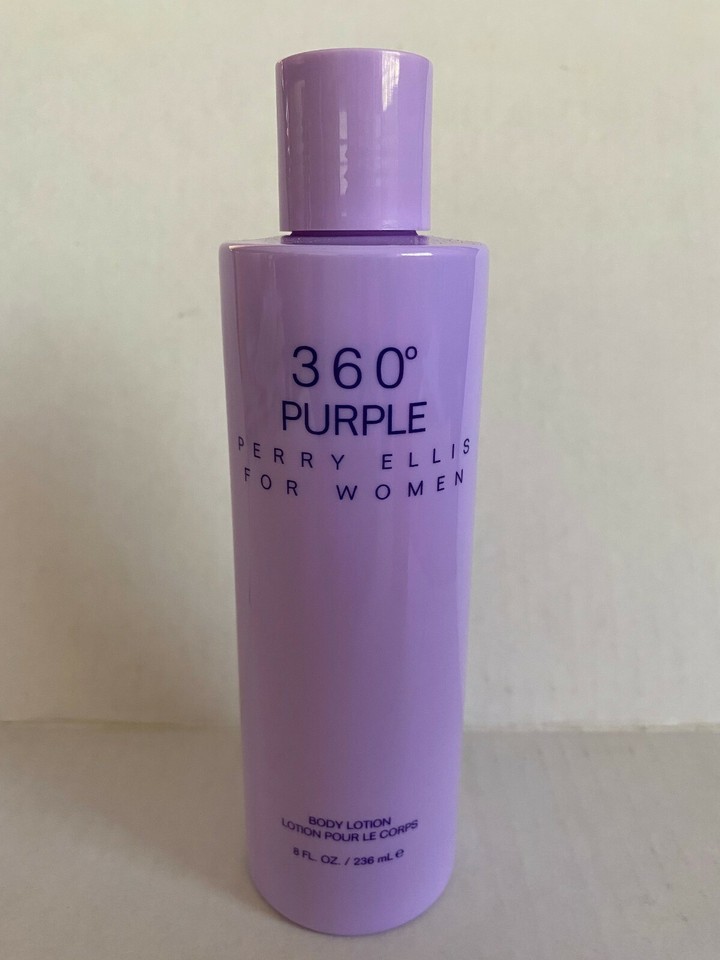 360°
PURPLE
PERRY ELLIS
FOR WOMEN
BODY LOTION
LOTION POUR LE CORPS
8 FL. OZ. / 236 mL ℮